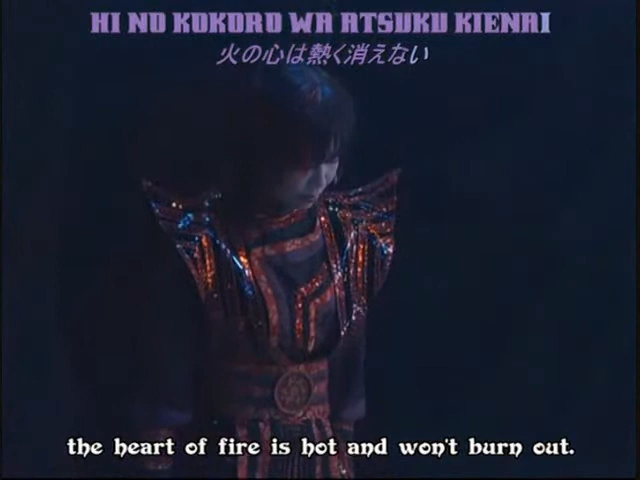 HI NO KOKORO WA ATSUKU KIENAI
火の心は熱く消えない
the heart of fire is hot and won't burn out.